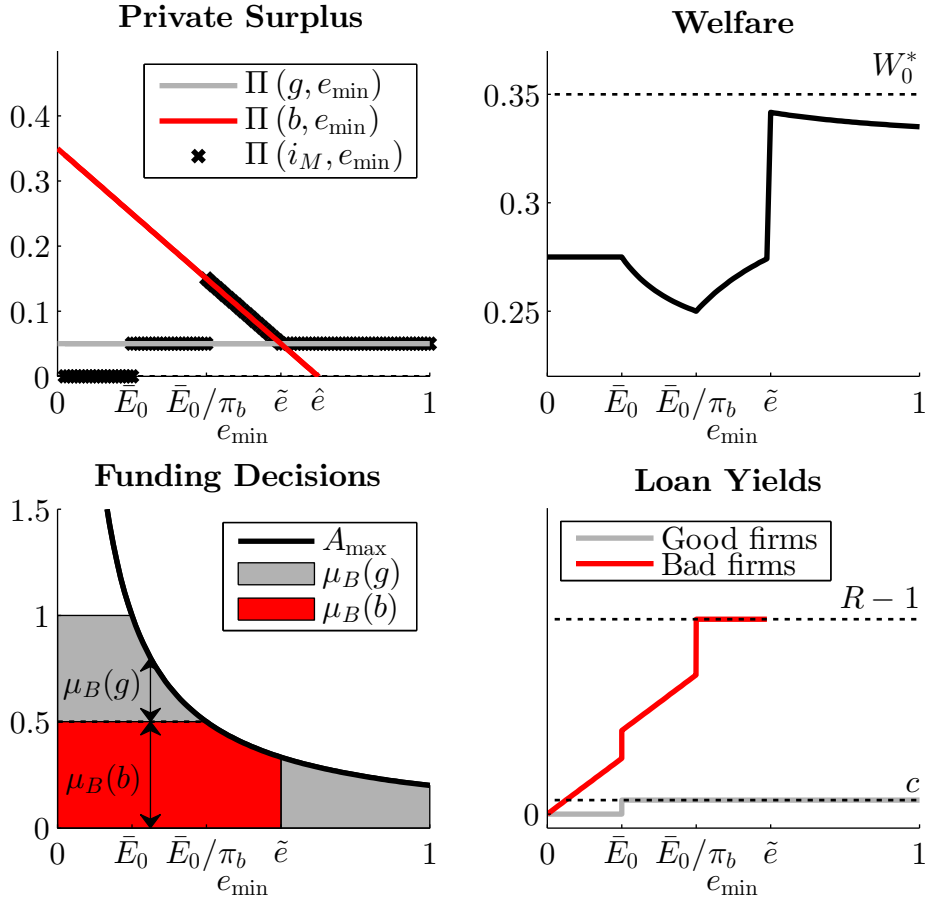 Private Surplus
Π (g, e_min)
Π (b, e_min)
Π (i_M, e_min)
0.4
0.3
0.2
0.1
0
0 Ē_0 Ē_0/π_b ẽ ê 1
e_min
Welfare
W_0^*
0.35
0.3
0.25
0 Ē_0 Ē_0/π_b ẽ 1
e_min
Funding Decisions
1.5
A_max
μ_B(g)
μ_B(b)
1
μ_B(g)
0.5
μ_B(b)
0
0 Ē_0 Ē_0/π_b ẽ 1
e_min
Loan Yields
Good firms
Bad firms
R − 1
c
0
0 Ē_0 Ē_0/π_b ẽ 1
e_min